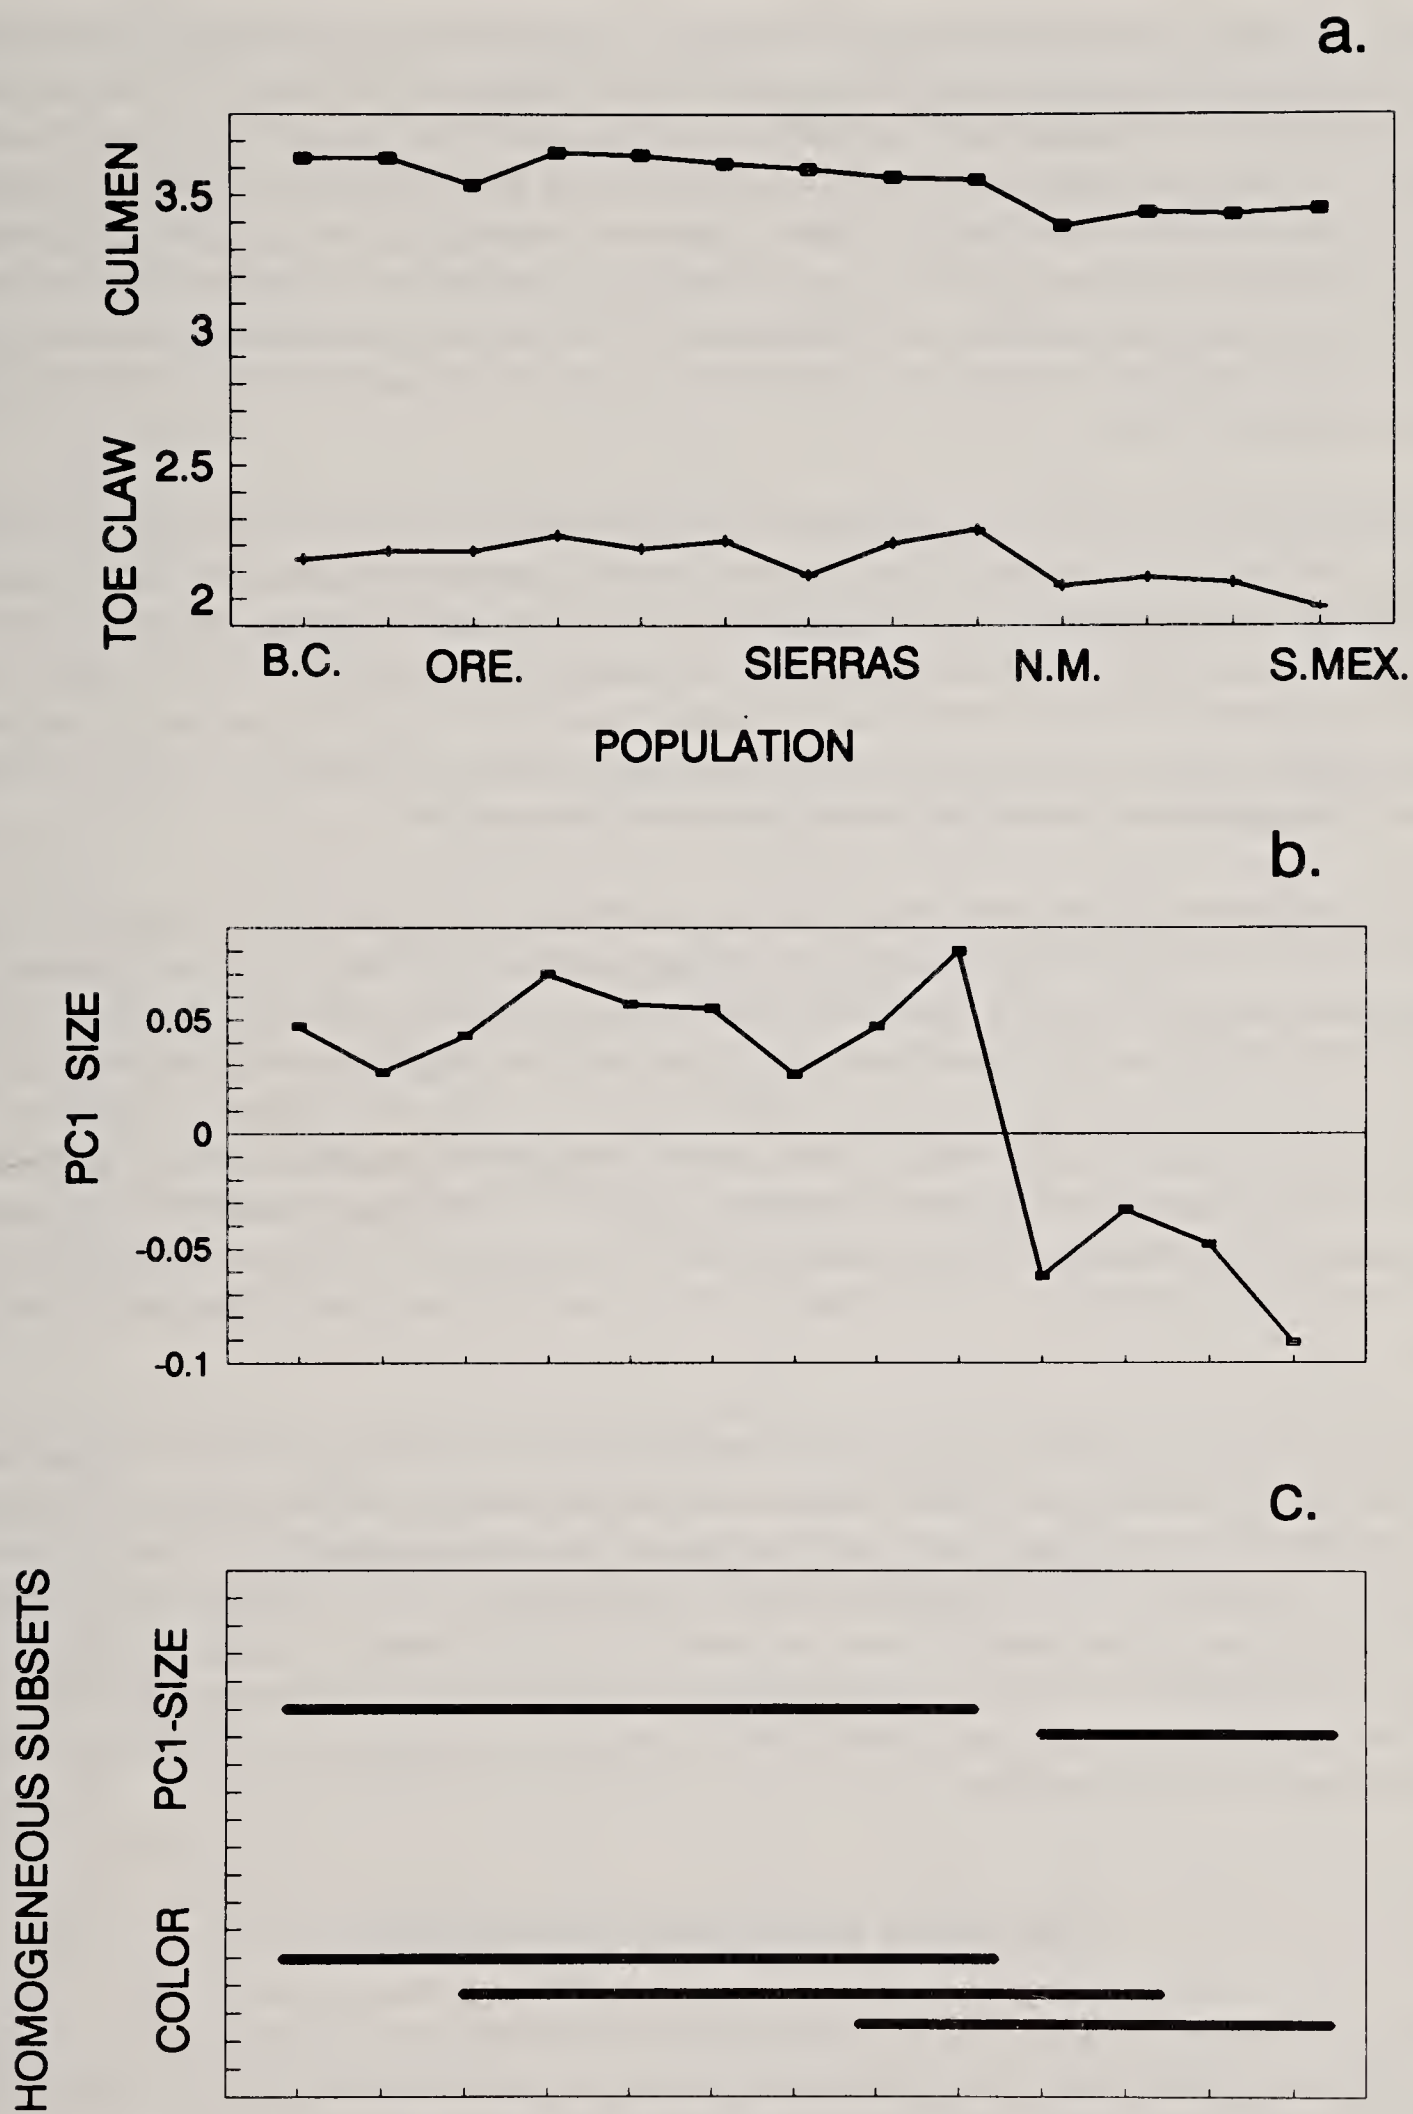 a.
CULMEN
TOE CLAW
3.5
3
2.5
2
B.C. ORE. SIERRAS N.M. S.MEX.
POPULATION
b.
PC1 SIZE
0.05
0
-0.05
-0.1
c.
HOMOGENEOUS SUBSETS
PC1-SIZE
COLOR